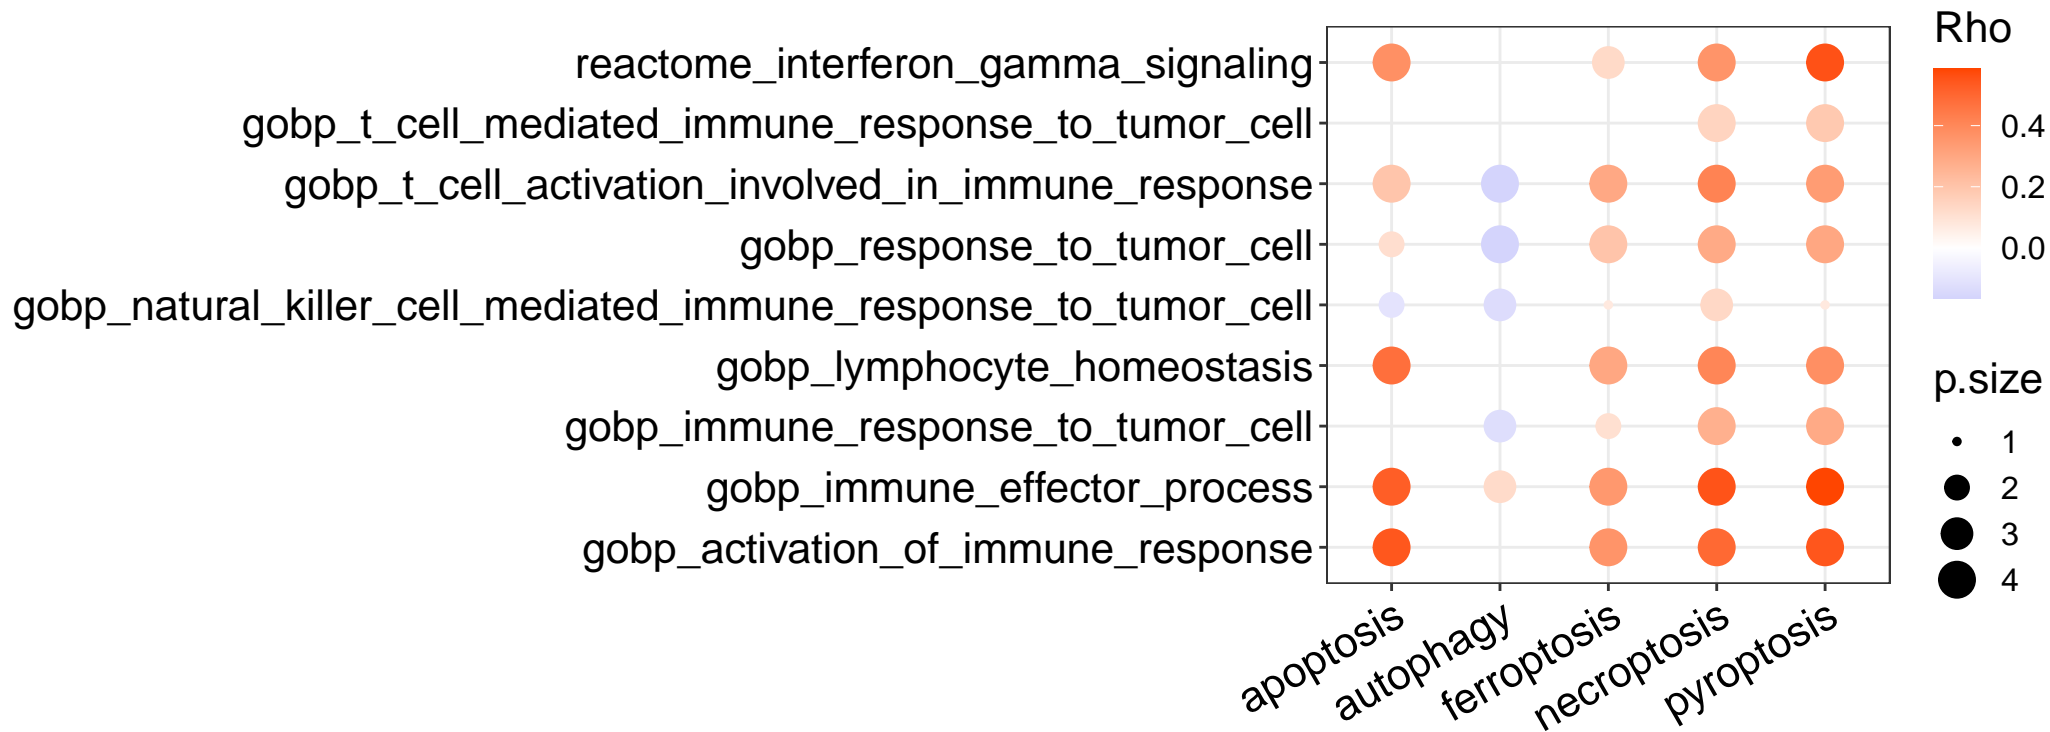 reactome_interferon_gamma_signaling
gobp_t_cell_mediated_immune_response_to_tumor_cell
gobp_t_cell_activation_involved_in_immune_response
gobp_response_to_tumor_cell
gobp_natural_killer_cell_mediated_immune_response_to_tumor_cell
gobp_lymphocyte_homeostasis
gobp_immune_response_to_tumor_cell
gobp_immune_effector_process
gobp_activation_of_immune_response
apoptosis
autophagy
ferroptosis
necroptosis
pyroptosis
Rho
0.4
0.2
0.0
p.size
1
2
3
4